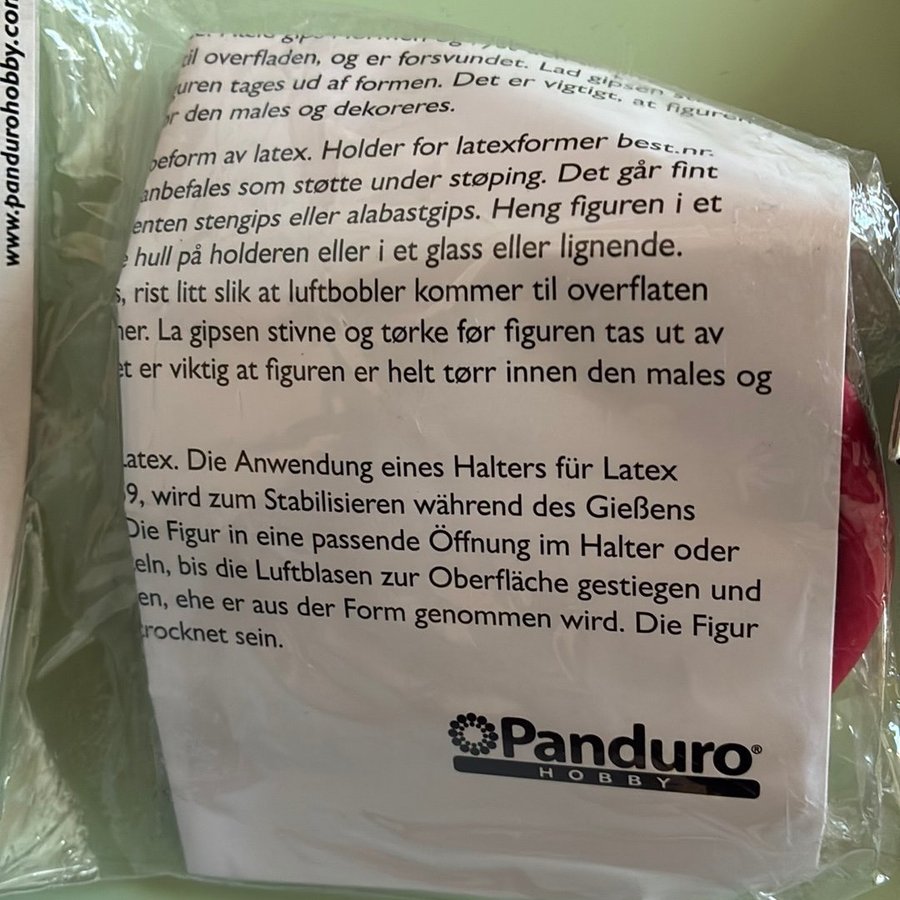 www.pandurohobby.com
til overfladen, og er forsvundet. Lad gipsen
uren tages ud af formen. Det er vigtigt, at figuren
r den males og dekoreres.
eform av latex. Holder for latexformer best.nr.
anbefales som støtte under støping. Det går fint
enten stengips eller alabastgips. Heng figuren i et
hull på holderen eller i et glass eller lignende.
s, rist litt slik at luftbobler kommer til overflaten
ner. La gipsen stivne og tørke før figuren tas ut av
et er viktig at figuren er helt tørr innen den males og
Latex. Die Anwendung eines Halters für Latex
9, wird zum Stabilisieren während des Gießens
Die Figur in eine passende Öffnung im Halter oder
eln, bis die Luftblasen zur Oberfläche gestiegen und
en, ehe er aus der Form genommen wird. Die Figur
trocknet sein.
Panduro®
HOBBY